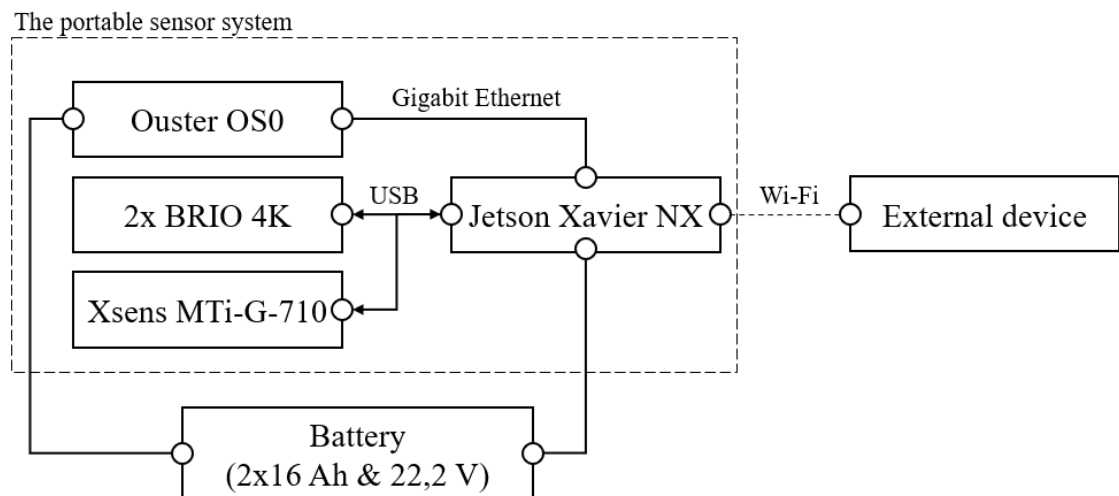 The portable sensor system
Gigabit Ethernet
Ouster OS0
2x BRIO 4K
USB
Jetson Xavier NX
Wi-Fi
External device
Xsens MTi-G-710
Battery
(2x16 Ah & 22,2 V)